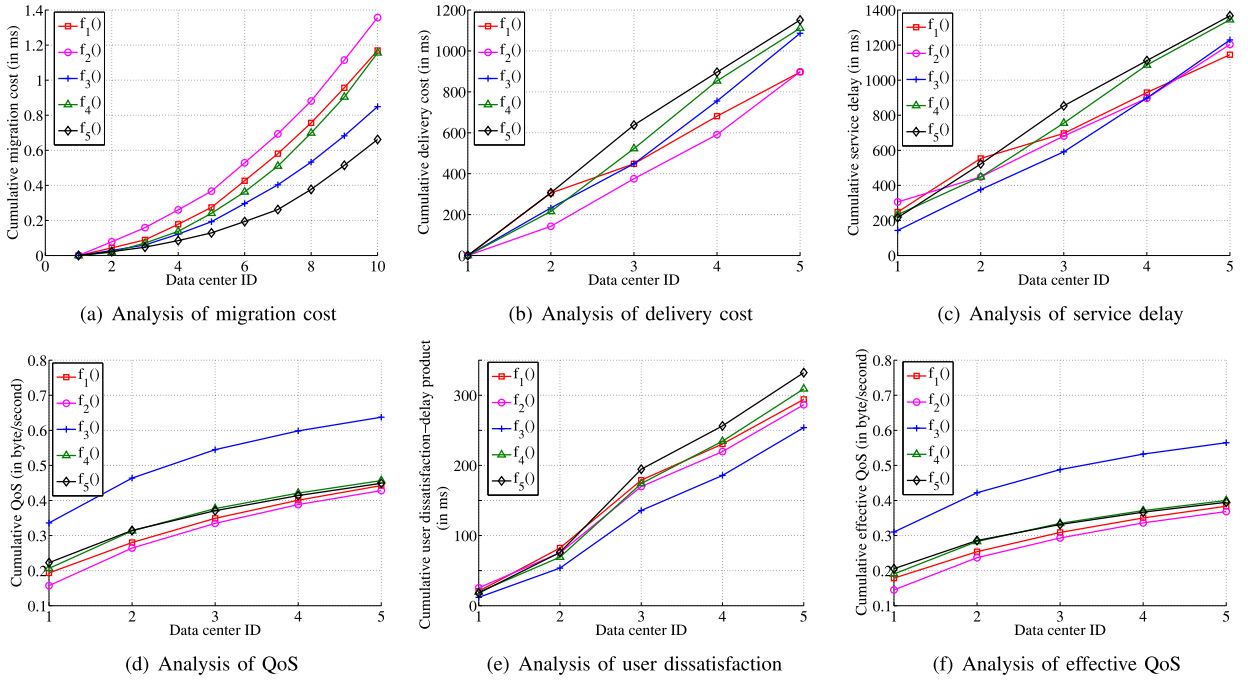 Cumulative migration cost (in ms)
1.4
1.2
1
0.8
0.6
0.4
0.2
0
f1()
f2()
f3()
f4()
f5()
0 2 4 6 8 10
Data center ID
(a) Analysis of migration cost
Cumulative delivery cost (in ms)
1200
1000
800
600
400
200
0
f1()
f2()
f3()
f4()
f5()
1 2 3 4 5
Data center ID
(b) Analysis of delivery cost
Cumulative service delay (in ms)
1400
1200
1000
800
600
400
200
0
f1()
f2()
f3()
f4()
f5()
1 2 3 4 5
Data center ID
(c) Analysis of service delay
Cumulative QoS (in byte/second)
0.8
0.7
0.6
0.5
0.4
0.3
0.2
0.1
f1()
f2()
f3()
f4()
f5()
1 2 3 4 5
Data center ID
(d) Analysis of QoS
Cumulative user dissatisfaction−delay product
(in ms)
300
200
100
0
f1()
f2()
f3()
f4()
f5()
1 2 3 4 5
Data center ID
(e) Analysis of user dissatisfaction
Cumulative effective QoS (in byte/second)
0.8
0.7
0.6
0.5
0.4
0.3
0.2
0.1
f1()
f2()
f3()
f4()
f5()
1 2 3 4 5
Data center ID
(f) Analysis of effective QoS